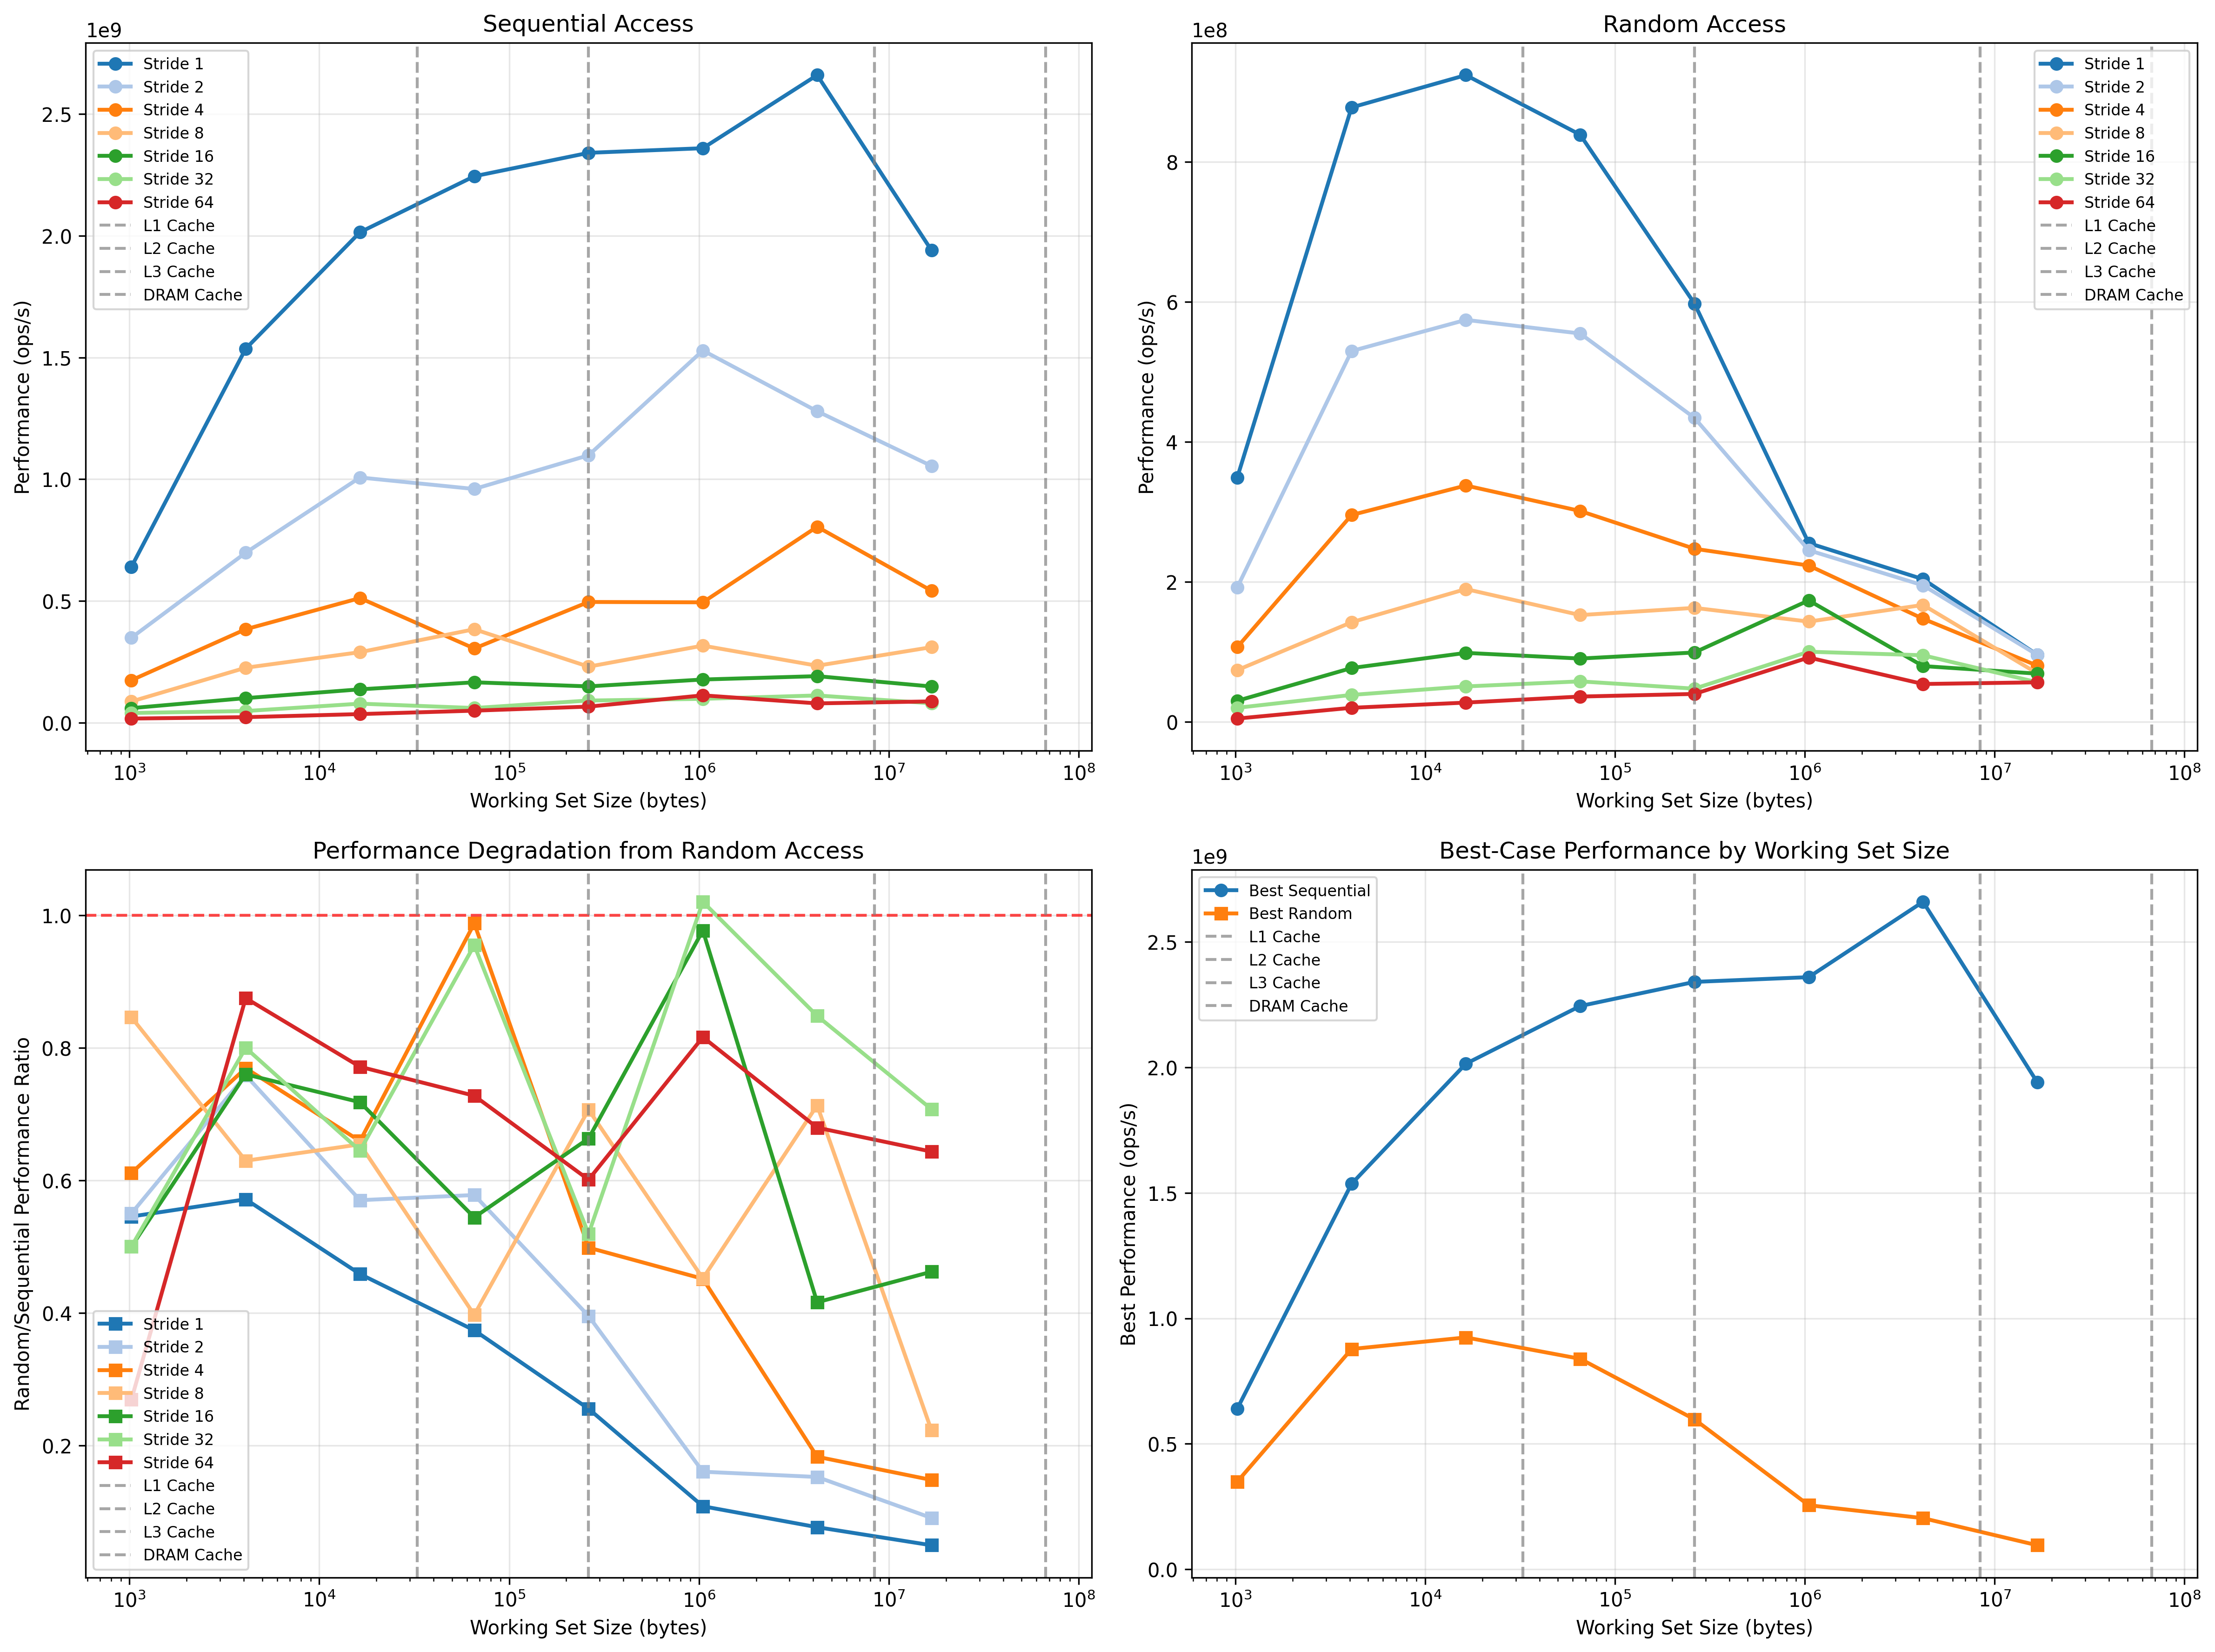 Sequential Access
1e9
Performance (ops/s)
2.5
2.0
1.5
1.0
0.5
0.0
Stride 1
Stride 2
Stride 4
Stride 8
Stride 16
Stride 32
Stride 64
L1 Cache
L2 Cache
L3 Cache
DRAM Cache
10³ 10⁴ 10⁵ 10⁶ 10⁷ 10⁸
Working Set Size (bytes)
Random Access
1e8
Performance (ops/s)
8
6
4
2
0
Stride 1
Stride 2
Stride 4
Stride 8
Stride 16
Stride 32
Stride 64
L1 Cache
L2 Cache
L3 Cache
DRAM Cache
10³ 10⁴ 10⁵ 10⁶ 10⁷ 10⁸
Working Set Size (bytes)
Performance Degradation from Random Access
Random/Sequential Performance Ratio
1.0
0.8
0.6
0.4
0.2
Stride 1
Stride 2
Stride 4
Stride 8
Stride 16
Stride 32
Stride 64
L1 Cache
L2 Cache
L3 Cache
DRAM Cache
10³ 10⁴ 10⁵ 10⁶ 10⁷ 10⁸
Working Set Size (bytes)
Best-Case Performance by Working Set Size
1e9
Best Performance (ops/s)
2.5
2.0
1.5
1.0
0.5
0.0
Best Sequential
Best Random
L1 Cache
L2 Cache
L3 Cache
DRAM Cache
10³ 10⁴ 10⁵ 10⁶ 10⁷ 10⁸
Working Set Size (bytes)